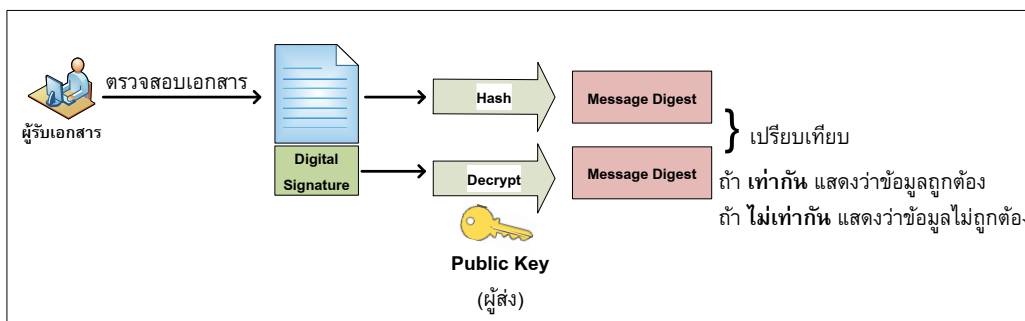 ผู้รับเอกสาร
ตรวจสอบเอกสาร
Hash
Message Digest
Digital
Signature
Decrypt
Message Digest
Public Key
(ผู้ส่ง)
} เปรียบเทียบ
ถ้า เท่ากัน แสดงว่าข้อมูลถูกต้อง
ถ้า ไม่เท่ากัน แสดงว่าข้อมูลไม่ถูกต้อง